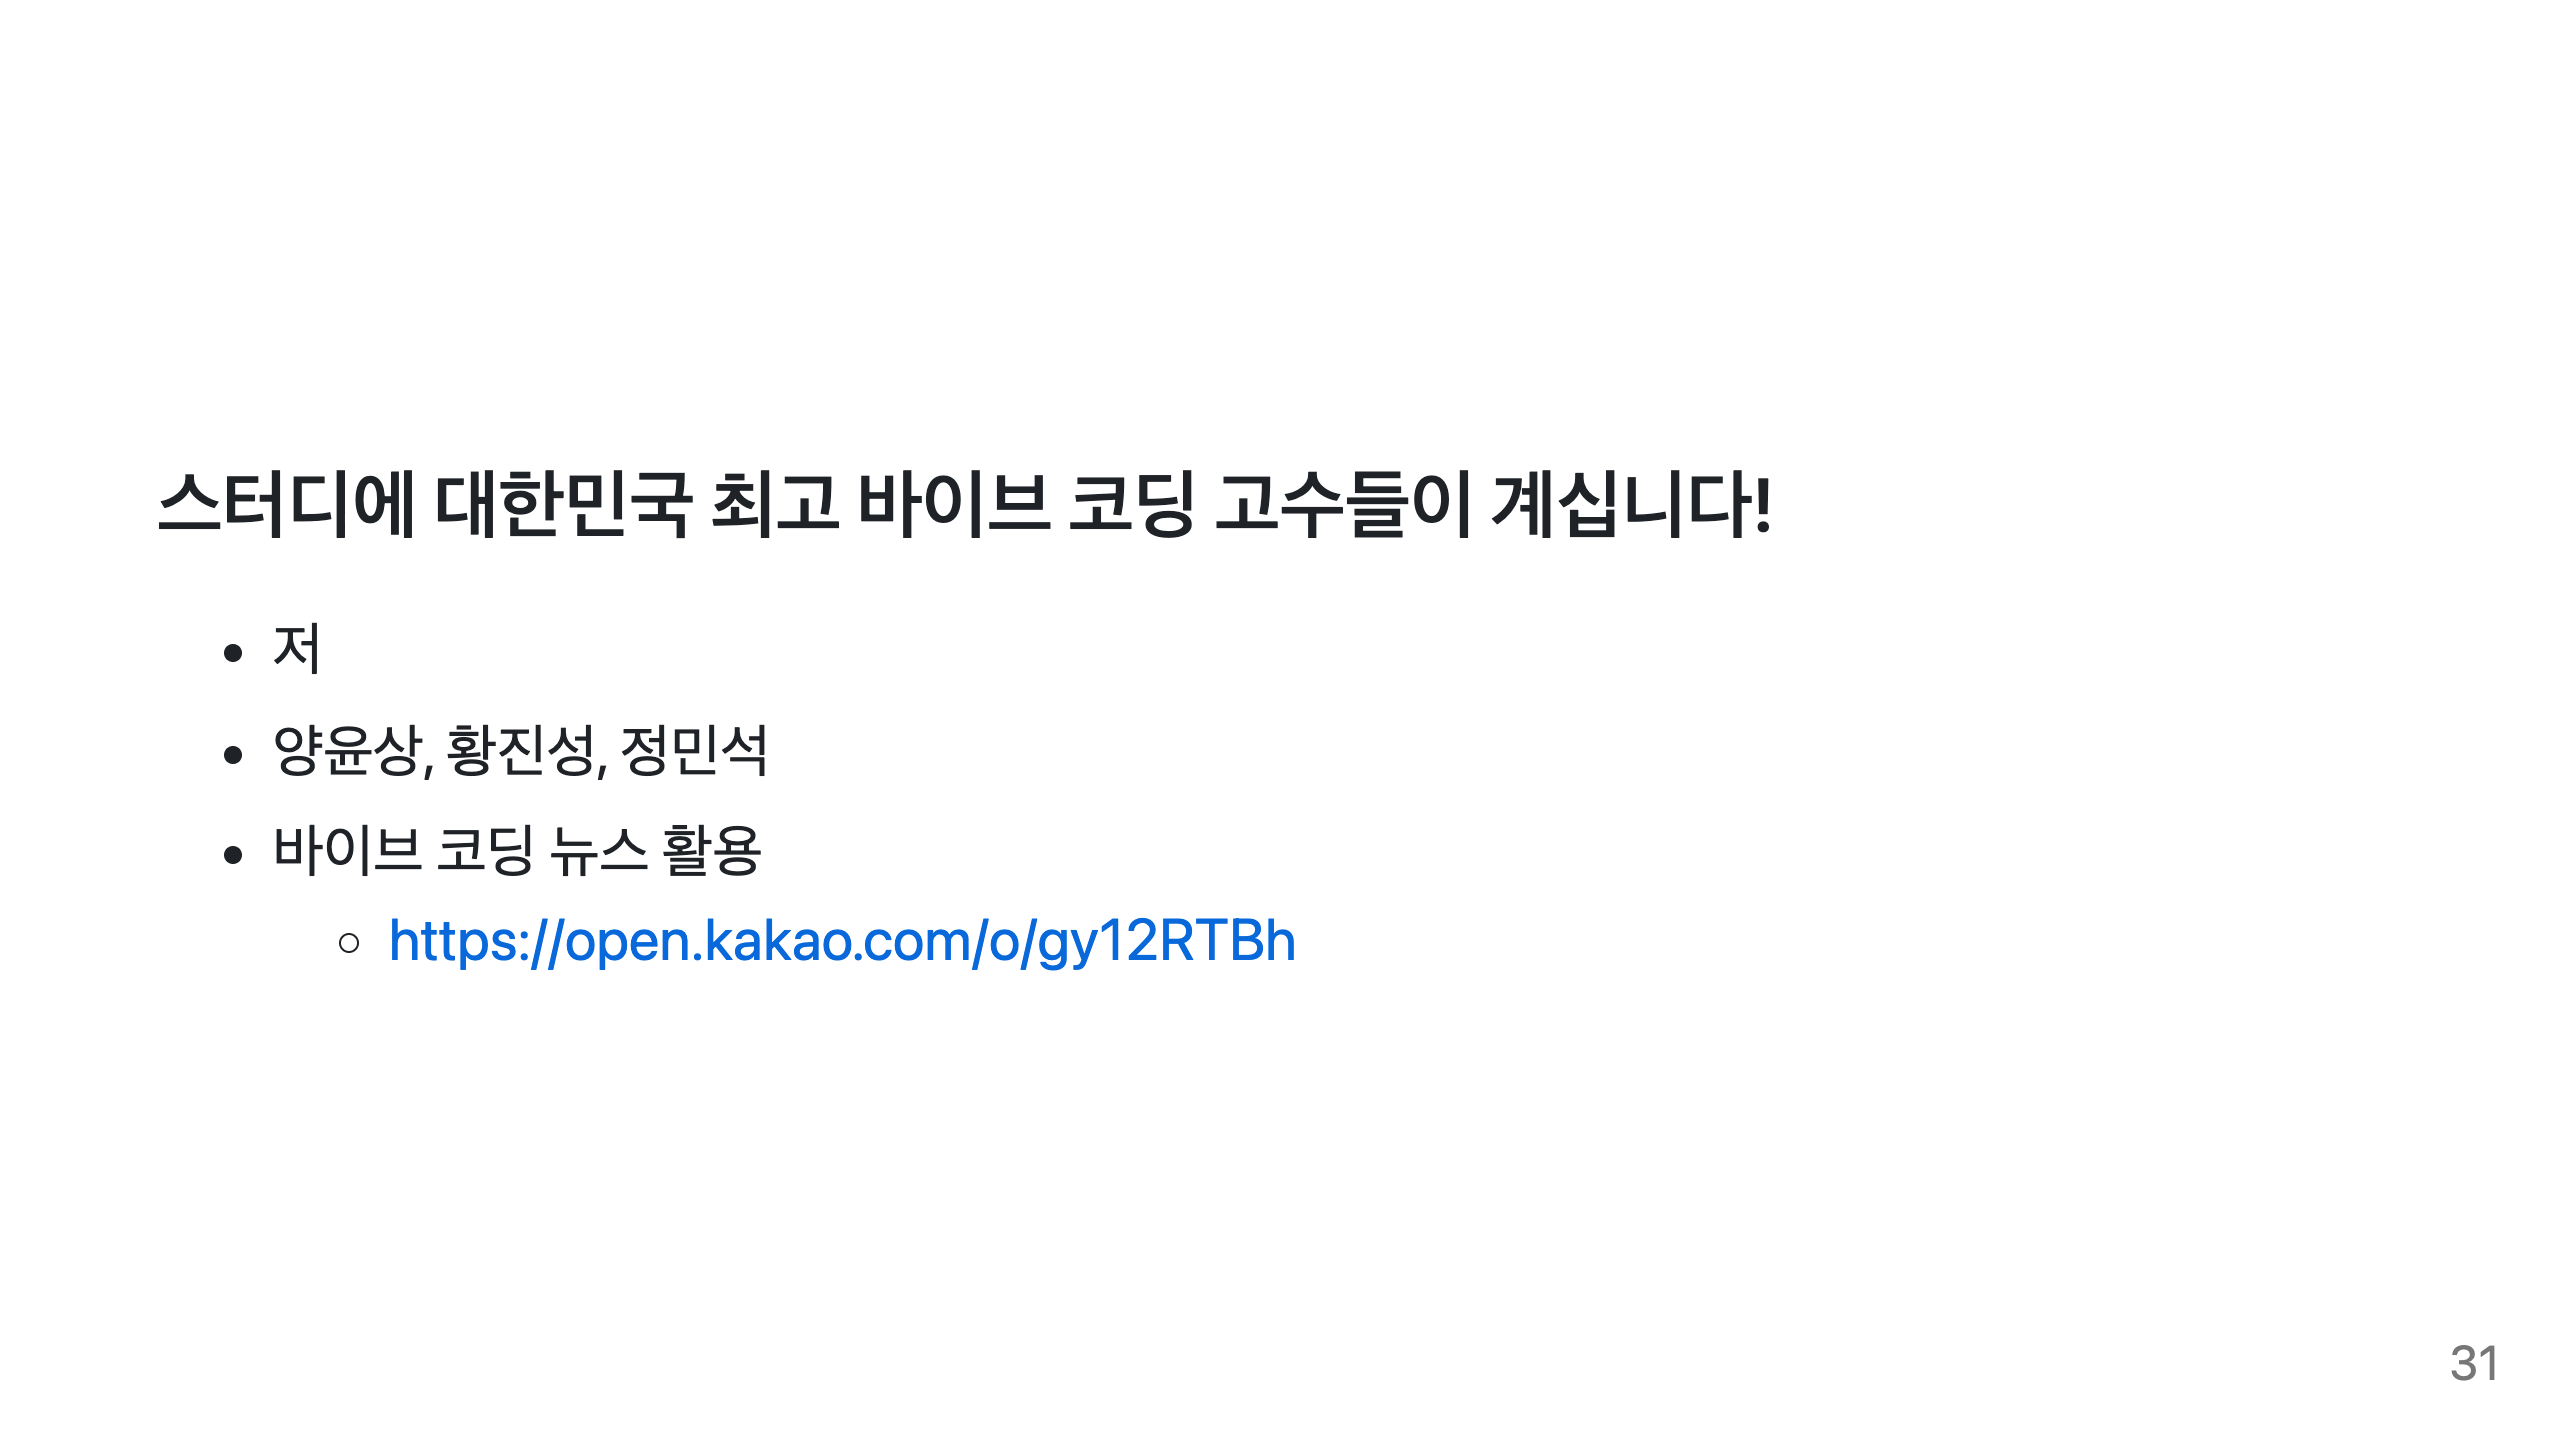 스터디에 대한민국 최고 바이브 코딩 고수들이 계십니다!
저
양윤상, 황진성, 정민석
바이브 코딩 뉴스 활용
https://open.kakao.com/o/gy12RTBh
31